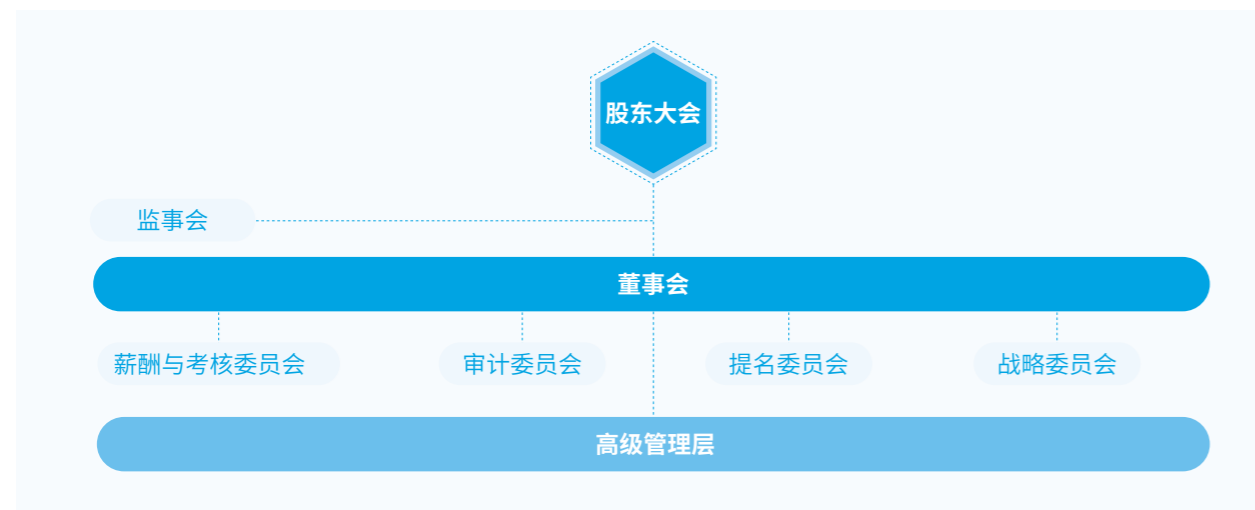 股东大会
监事会
董事会
薪酬与考核委员会
审计委员会
提名委员会
战略委员会
高级管理层